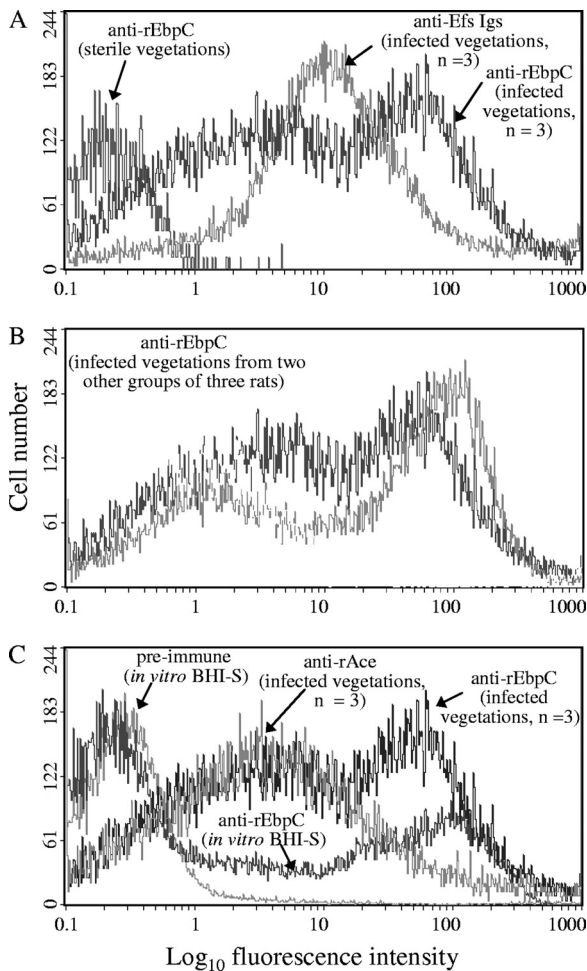 A
anti-rEbpC
(sterile vegetations)
anti-Efs Igs
(infected vegetations,
n =3)
anti-rEbpC
(infected
vegetations,
n = 3)
244
183
122
61
0
0.1
1
10
100
1000
B
anti-rEbpC
(infected vegetations from two
other groups of three rats)
244
183
122
61
0
0.1
1
10
100
1000
Cell number
C
pre-immune
(in vitro BHI-S)
anti-rAce
(infected vegetations,
n = 3)
anti-rEbpC
(infected
vegetations, n =3)
anti-rEbpC
(in vitro BHI-S)
244
183
122
61
0
0.1
1
10
100
1000
Log10 fluorescence intensity